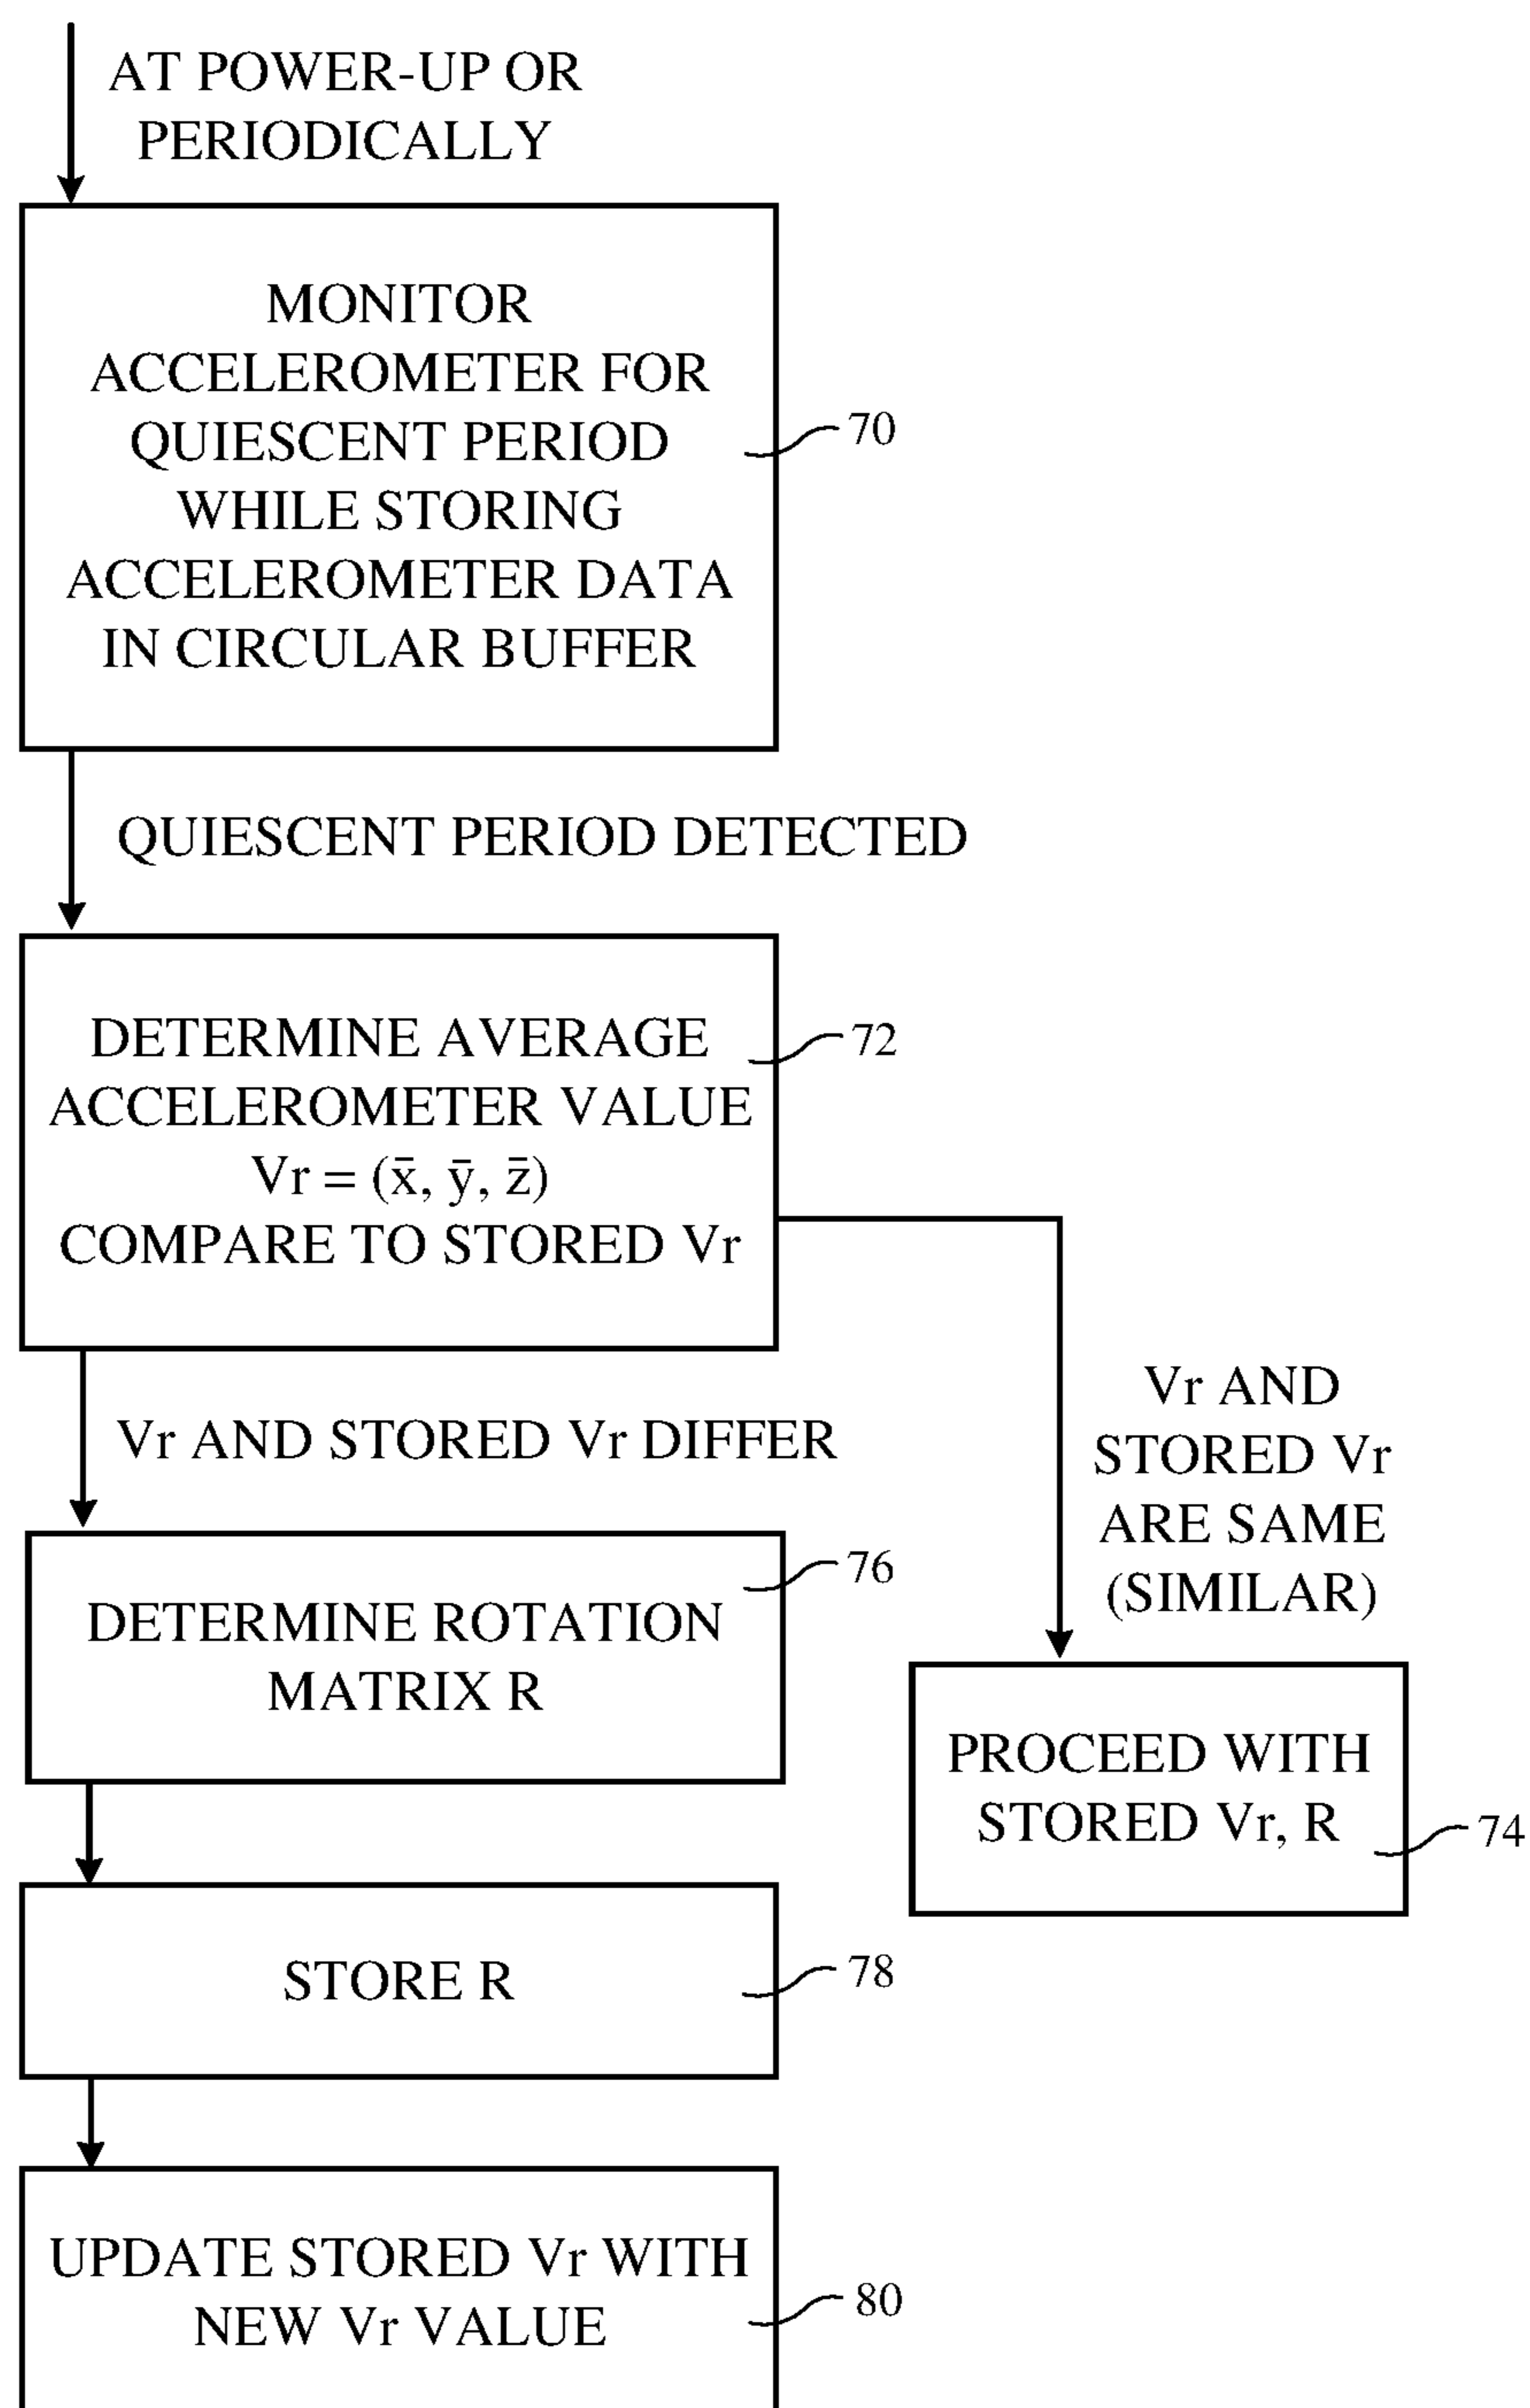 AT POWER-UP OR
PERIODICALLY
MONITOR
ACCELEROMETER FOR
QUIESCENT PERIOD
WHILE STORING
ACCELEROMETER DATA
IN CIRCULAR BUFFER
70
QUIESCENT PERIOD DETECTED
DETERMINE AVERAGE
ACCELEROMETER VALUE
Vr = (x̄, ȳ, z̄)
COMPARE TO STORED Vr
72
Vr AND STORED Vr DIFFER
Vr AND
STORED Vr
ARE SAME
(SIMILAR)
DETERMINE ROTATION
MATRIX R
76
PROCEED WITH
STORED Vr, R
74
STORE R
78
UPDATE STORED Vr WITH
NEW Vr VALUE
80